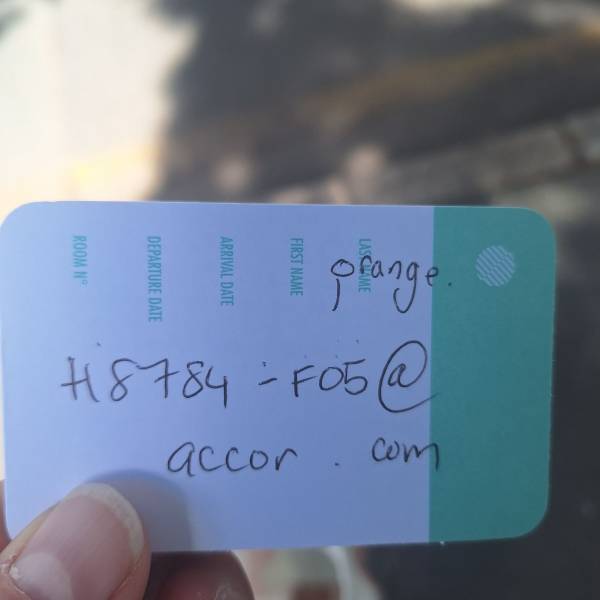 orange.
H8784-F05@
accor.com
LAST NAME
FIRST NAME
ARRIVAL DATE
DEPARTURE DATE
ROOM N°